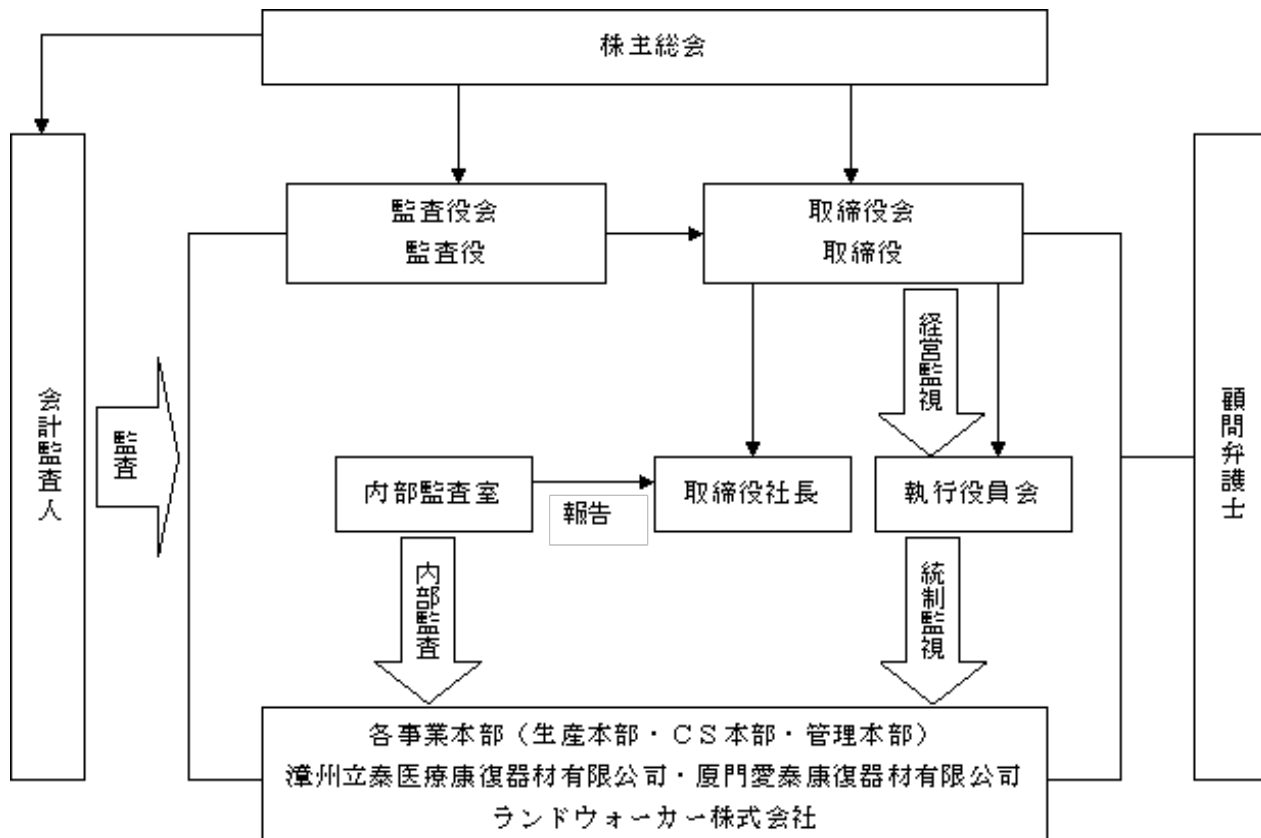 株主総会
監査役会
監査役
取締役会
取締役
経営監視
会計監査人
監査
顧問弁護士
内部監査室
報告
取締役社長
執行役員会
内部監査
統制監視
各事業本部（生産本部・ＣＳ本部・管理本部）
漳州立泰医療康復器材有限公司・厦門愛泰康復器材有限公司
ランドウォーカー株式会社